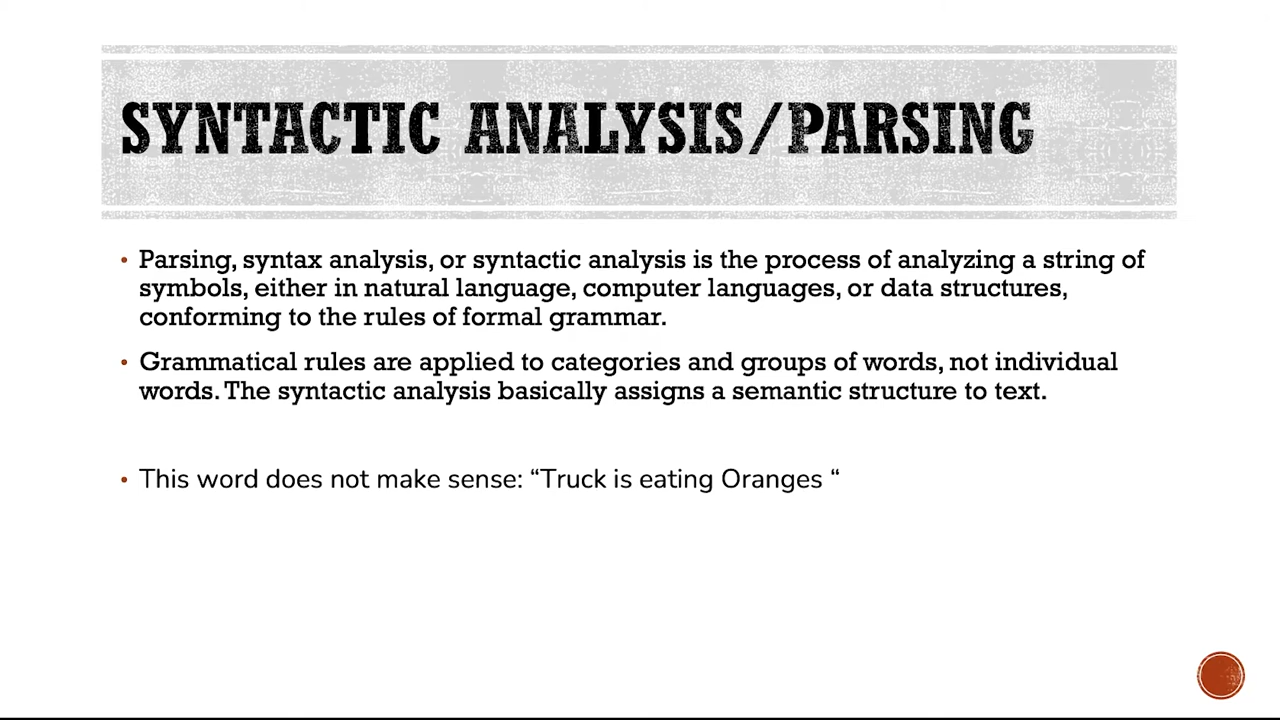 SYNTACTIC ANALYSIS/PARSING
• Parsing, syntax analysis, or syntactic analysis is the process of analyzing a string of
symbols, either in natural language, computer languages, or data structures,
conforming to the rules of formal grammar.
• Grammatical rules are applied to categories and groups of words, not individual
words. The syntactic analysis basically assigns a semantic structure to text.
• This word does not make sense: “Truck is eating Oranges “